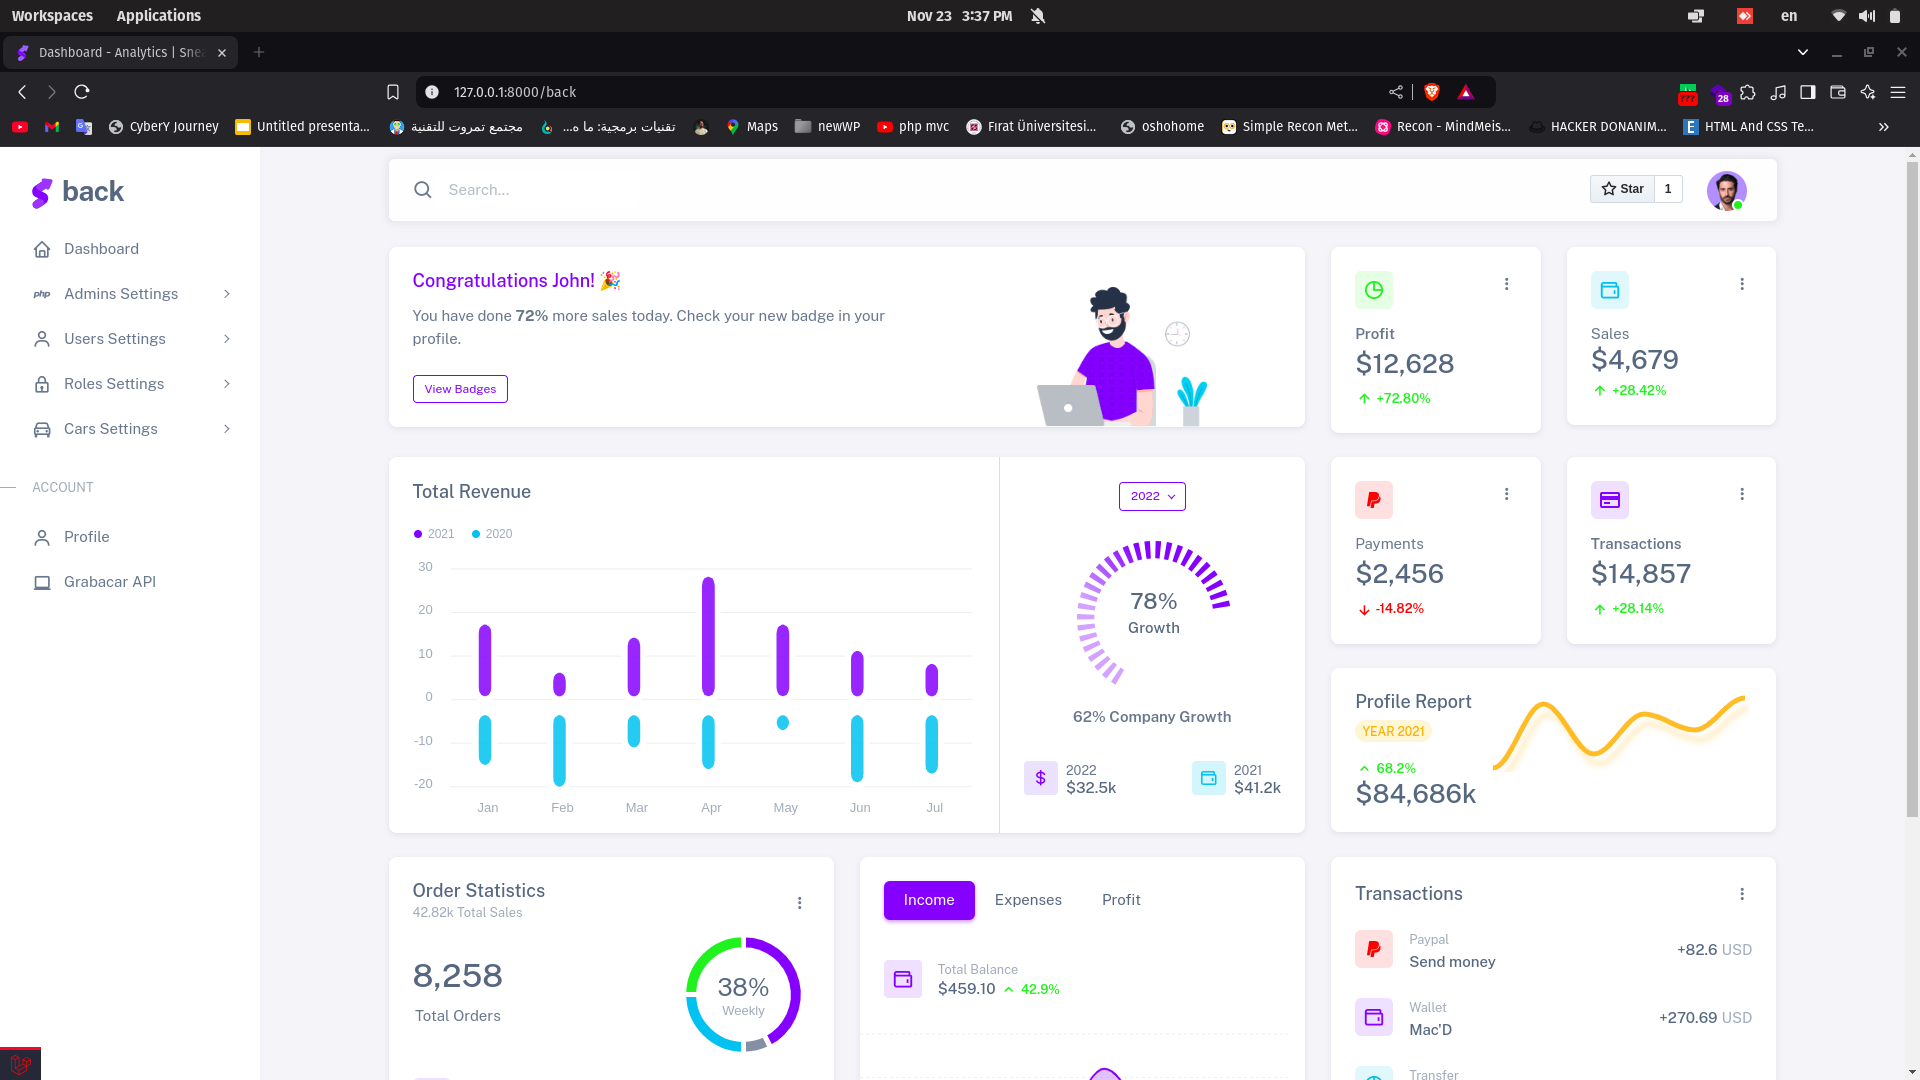 Workspaces Applications Nov 23 3:37 PM en
Dashboard - Analytics | Sne
127.0.0.1:8000/back ??? 28
CyberY Journey Untitled presenta... مجتمع تمروت للتقنية تقنيات برمجية: ما ه... Maps newWP php mvc Fırat Üniversitesi... oshohome Simple Recon Met... Recon - MindMeis... HACKER DONANIM... HTML And CSS Te... »
back
Dashboard
php Admins Settings
Users Settings
Roles Settings
Cars Settings
ACCOUNT
Profile
Grabacar API
Search...
Star 1
Congratulations John! 🎉
You have done 72% more sales today. Check your new badge in your
profile.
View Badges
Profit
$12,628
+72.80%
Sales
$4,679
+28.42%
Total Revenue
2021 2020
30
20
10
0
-10
-20
Jan Feb Mar Apr May Jun Jul
2022
78%
Growth
62% Company Growth
$ 2022
$32.5k
2021
$41.2k
Payments
$2,456
-14.82%
Transactions
$14,857
+28.14%
Profile Report
YEAR 2021
68.2%
$84,686k
Order Statistics
42.82k Total Sales
8,258
Total Orders
38%
Weekly
Income Expenses Profit
Total Balance
$459.10 42.9%
Transactions
Paypal
Send money +82.6 USD
Wallet
Mac'D +270.69 USD
Transfer